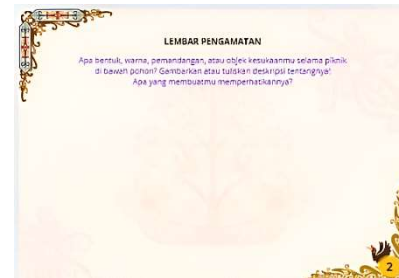 LEMBAR PENGAMATAN
Apa bentuk, warna, pemandangan, atau objek kesukaanmu selama piknik
di bawah pohon? Gambarkan atau tuliskan deskripsi tentangnya!
Apa yang membuatmu memperhatikannya?
2